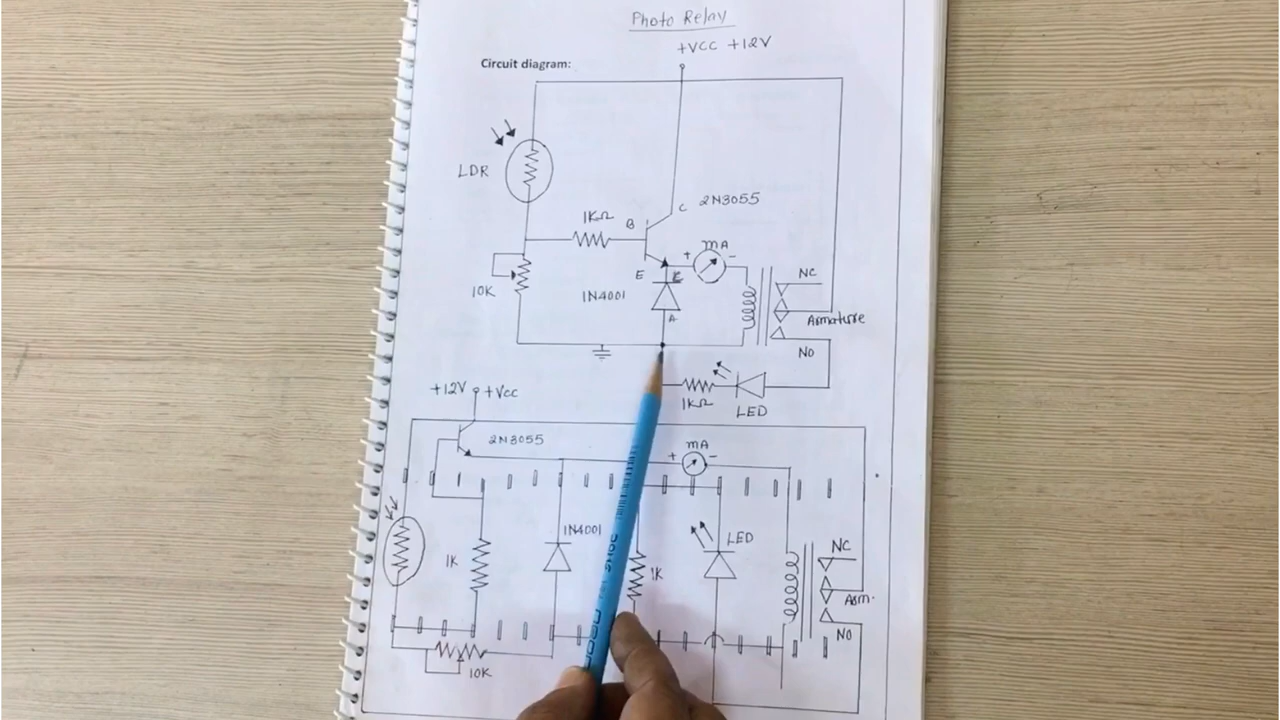 Photo Relay
+VCC +12V
Circuit diagram:
LDR
2N3055
C
1KΩ
B
mA
+
-
E
K
NC
10K
1N4001
A
Armature
NO
1KΩ
LED
+12V +Vcc
2N3055
mA
+
-
1N4001
LED
NC
1K
1K
Arm.
NO
10K